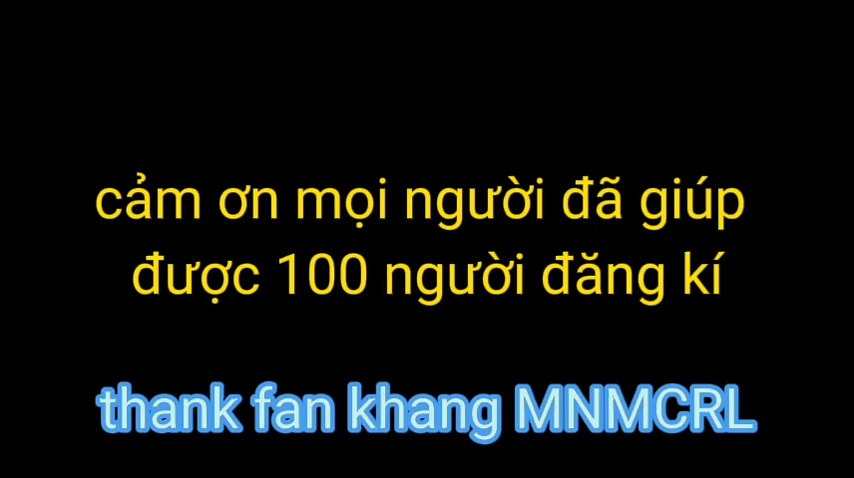 cảm ơn mọi người đã giúp
được 100 người đăng kí
thank fan khang MNMCRL